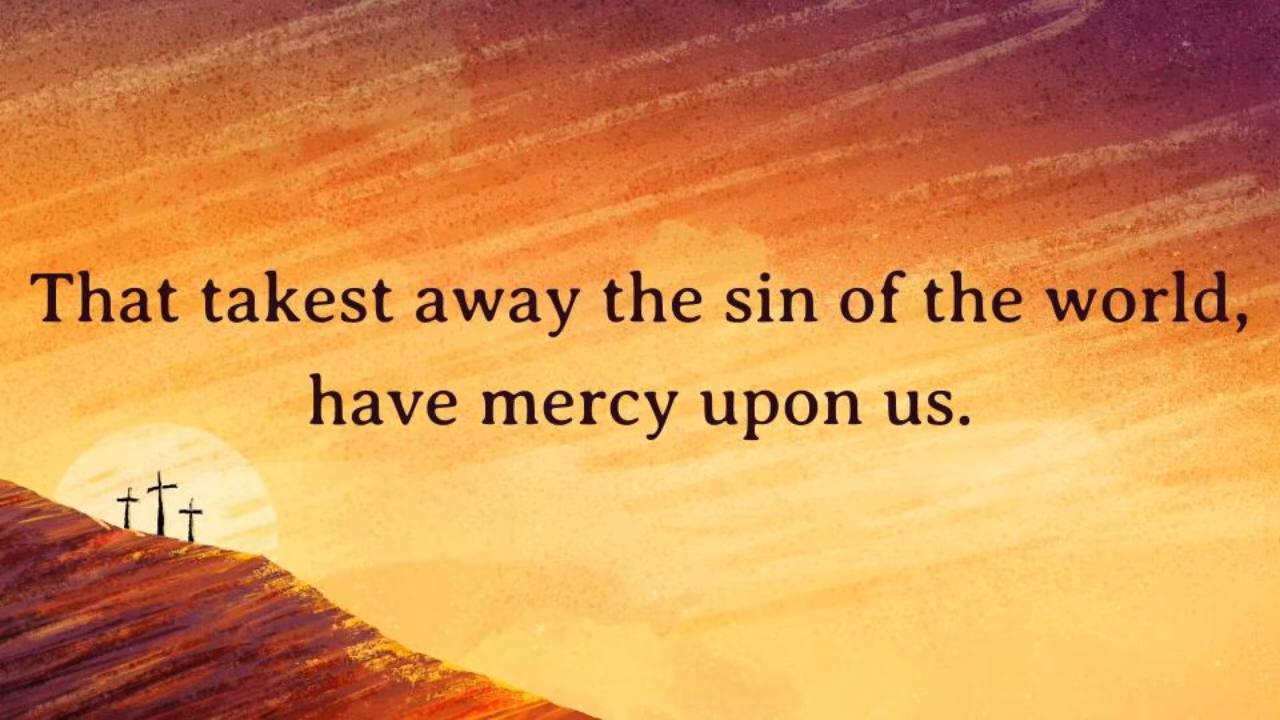 That takest away the sin of the world,
have mercy upon us.